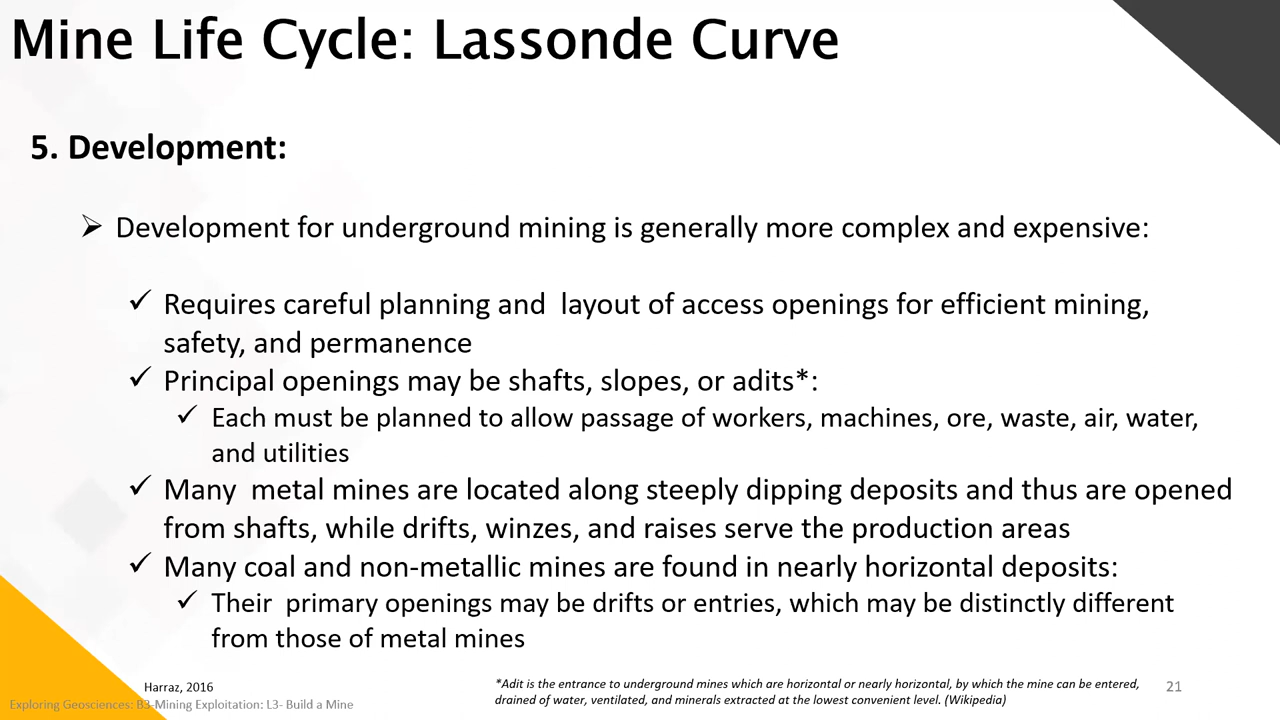 Mine Life Cycle: Lassonde Curve
5. Development:
➢ Development for underground mining is generally more complex and expensive:
✓ Requires careful planning and layout of access openings for efficient mining,
safety, and permanence
✓ Principal openings may be shafts, slopes, or adits*:
✓ Each must be planned to allow passage of workers, machines, ore, waste, air, water,
and utilities
✓ Many metal mines are located along steeply dipping deposits and thus are opened
from shafts, while drifts, winzes, and raises serve the production areas
✓ Many coal and non-metallic mines are found in nearly horizontal deposits:
✓ Their primary openings may be drifts or entries, which may be distinctly different
from those of metal mines
Harraz, 2016
Exploring Geosciences: B3-Mining Exploitation: L3- Build a Mine
*Adit is the entrance to underground mines which are horizontal or nearly horizontal, by which the mine can be entered,
drained of water, ventilated, and minerals extracted at the lowest convenient level. (Wikipedia)
21